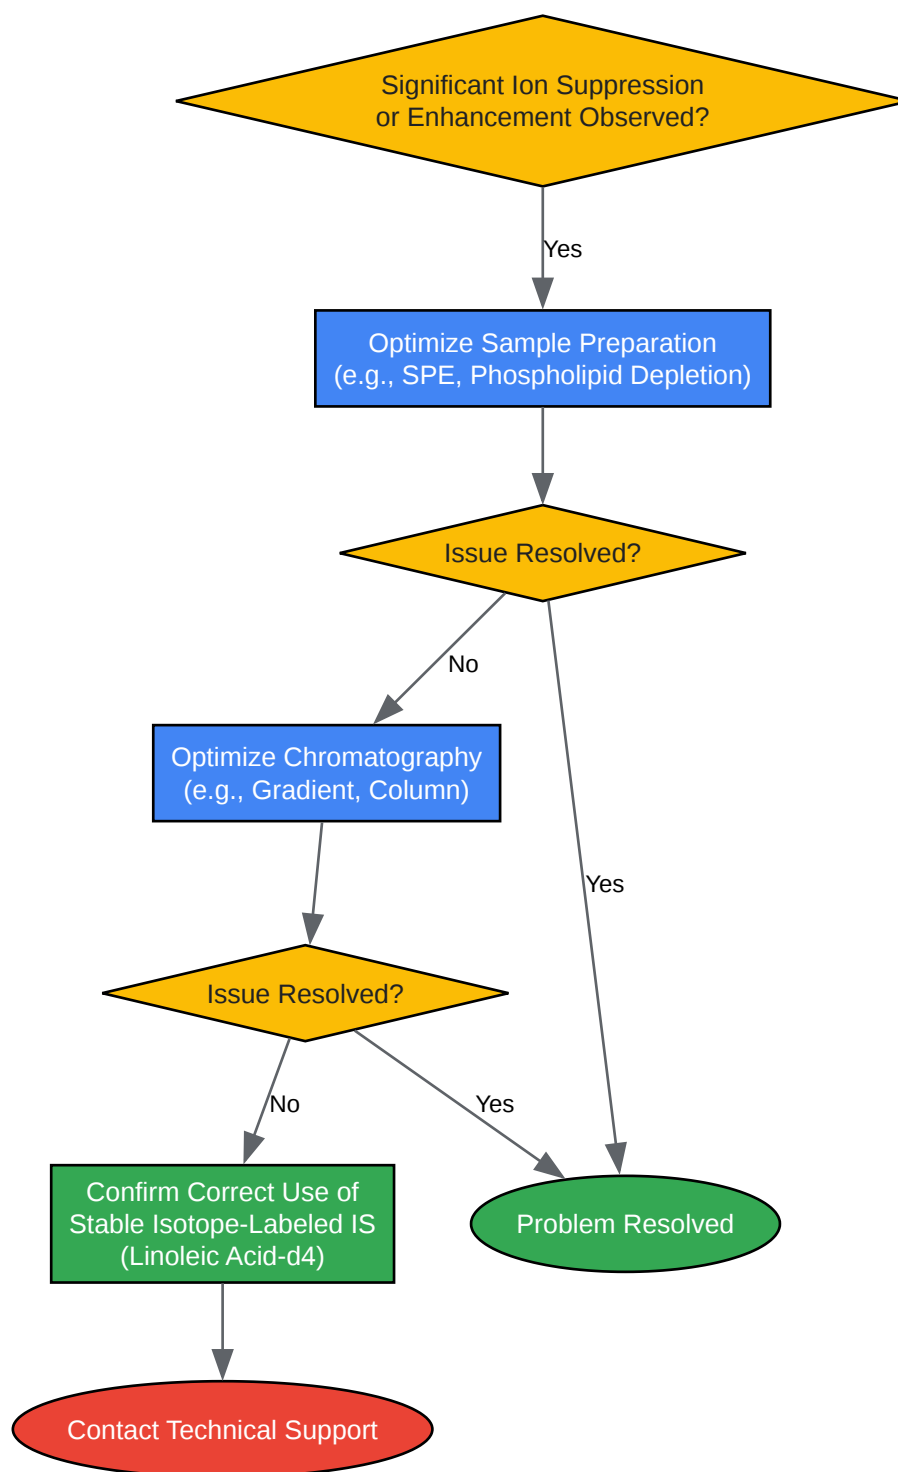 Significant Ion Suppression
or Enhancement Observed?
Yes
Optimize Sample Preparation
(e.g., SPE, Phospholipid Depletion)
Issue Resolved?
No
Optimize Chromatography
(e.g., Gradient, Column)
Yes
Issue Resolved?
No
Yes
Confirm Correct Use of
Stable Isotope-Labeled IS
(Linoleic Acid-d4)
Problem Resolved
Contact Technical Support